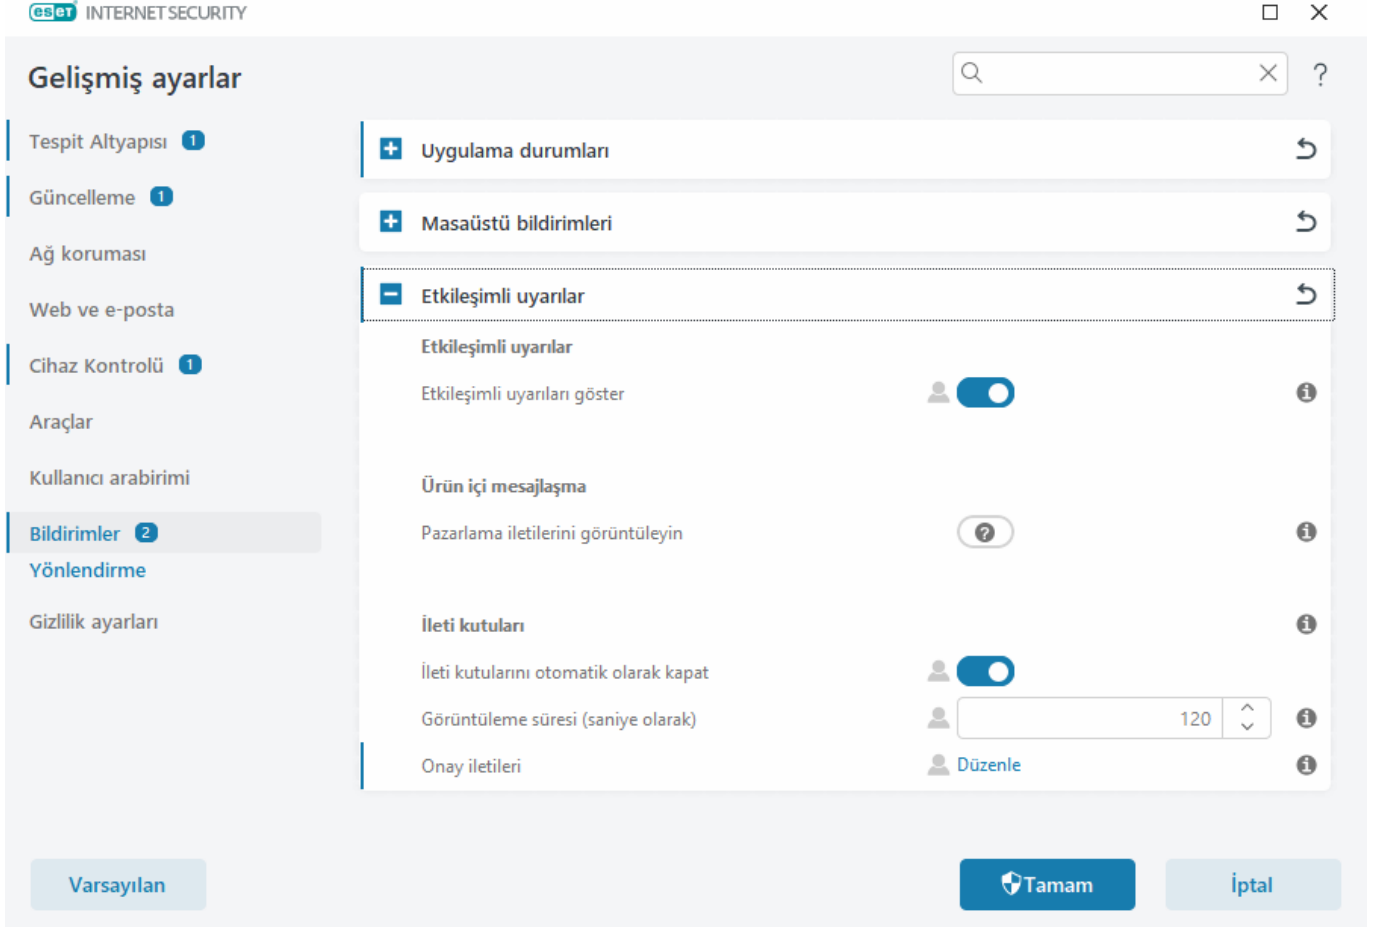 eset INTERNET SECURITY
Gelişmiş ayarlar
?
Tespit Altyapısı 1
Güncelleme 1
Ağ koruması
Web ve e-posta
Cihaz Kontrolü 1
Araçlar
Kullanıcı arabirimi
Bildirimler 2
Yönlendirme
Gizlilik ayarları
Uygulama durumları
Masaüstü bildirimleri
Etkileşimli uyarılar
Etkileşimli uyarılar
Etkileşimli uyarıları göster
Ürün içi mesajlaşma
Pazarlama iletilerini görüntüleyin
İleti kutuları
İleti kutularını otomatik olarak kapat
Görüntüleme süresi (saniye olarak) 120
Onay iletileri Düzenle
Varsayılan
Tamam
İptal